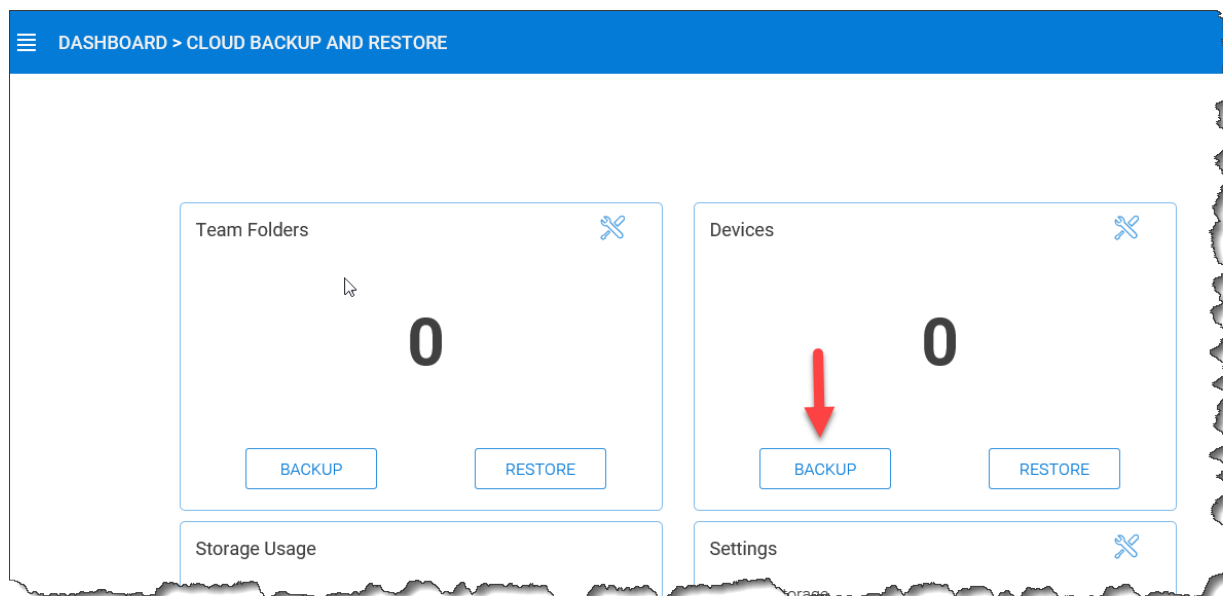 DASHBOARD > CLOUD BACKUP AND RESTORE
Team Folders
0
BACKUP RESTORE
Devices
0
BACKUP RESTORE
Storage Usage
Settings